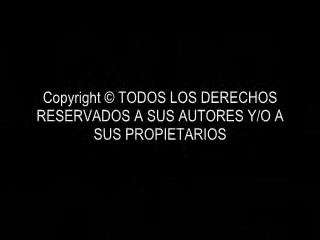 Copyright © TODOS LOS DERECHOS
RESERVADOS A SUS AUTORES Y/O A
SUS PROPIETARIOS